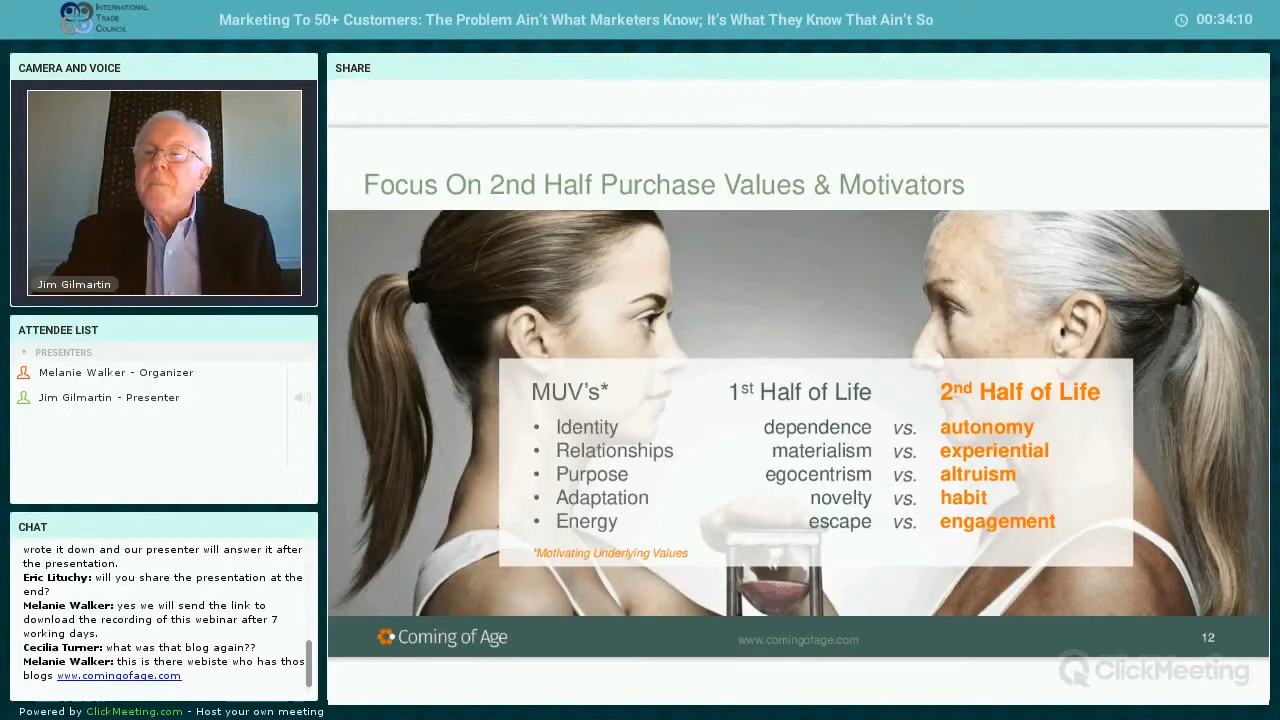 INTERNATIONAL
TRADE
COUNCIL
Marketing To 50+ Customers: The Problem Ain't What Marketers Know; It's What They Know That Ain't So
00:34:10
CAMERA AND VOICE
Jim Gilmartin
ATTENDEE LIST
PRESENTERS
Melanie Walker - Organizer
Jim Gilmartin - Presenter
CHAT
wrote it down and our presenter will answer it after
the presentation.
Eric Lituchy: will you share the presentation at the
end?
Melanie Walker: yes we will send the link to
download the recording of this webinar after 7
working days.
Cecilia Turner: what was that blog again??
Melanie Walker: this is there webiste who has thos
blogs www.comingofage.com
Powered by ClickMeeting.com - Host your own meeting
SHARE
Focus On 2nd Half Purchase Values & Motivators
MUV's* 1st Half of Life 2nd Half of Life
• Identity dependence vs. autonomy
• Relationships materialism vs. experiential
• Purpose egocentrism vs. altruism
• Adaptation novelty vs. habit
• Energy escape vs. engagement
*Motivating Underlying Values
Coming of Age www.comingofage.com 12
ClickMeeting